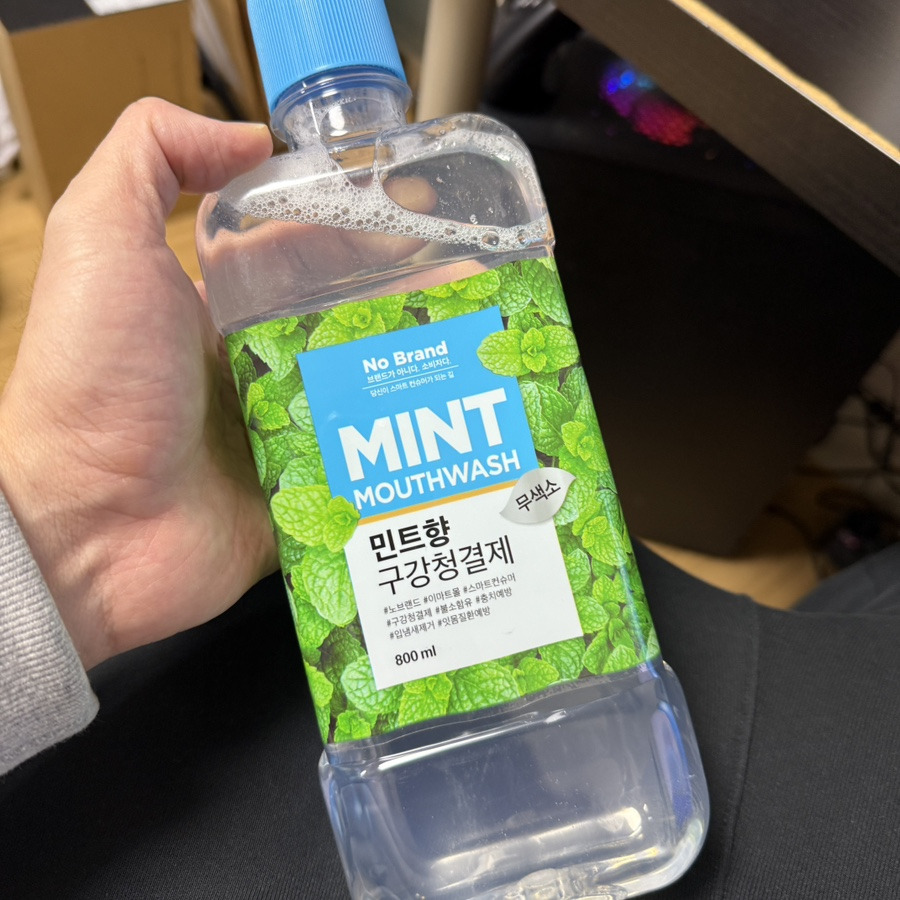 No Brand
브랜드가 아니다. 소비자다.
당신이 스마트 컨슈머가 되는 길
MINT
MOUTHWASH
무색소
민트향
구강청결제
#노브랜드 #이마트몰 #스마트컨슈머
#구강청결제 #불소함유 #충치예방
#입냄새제거 #잇몸질환예방
800 ml